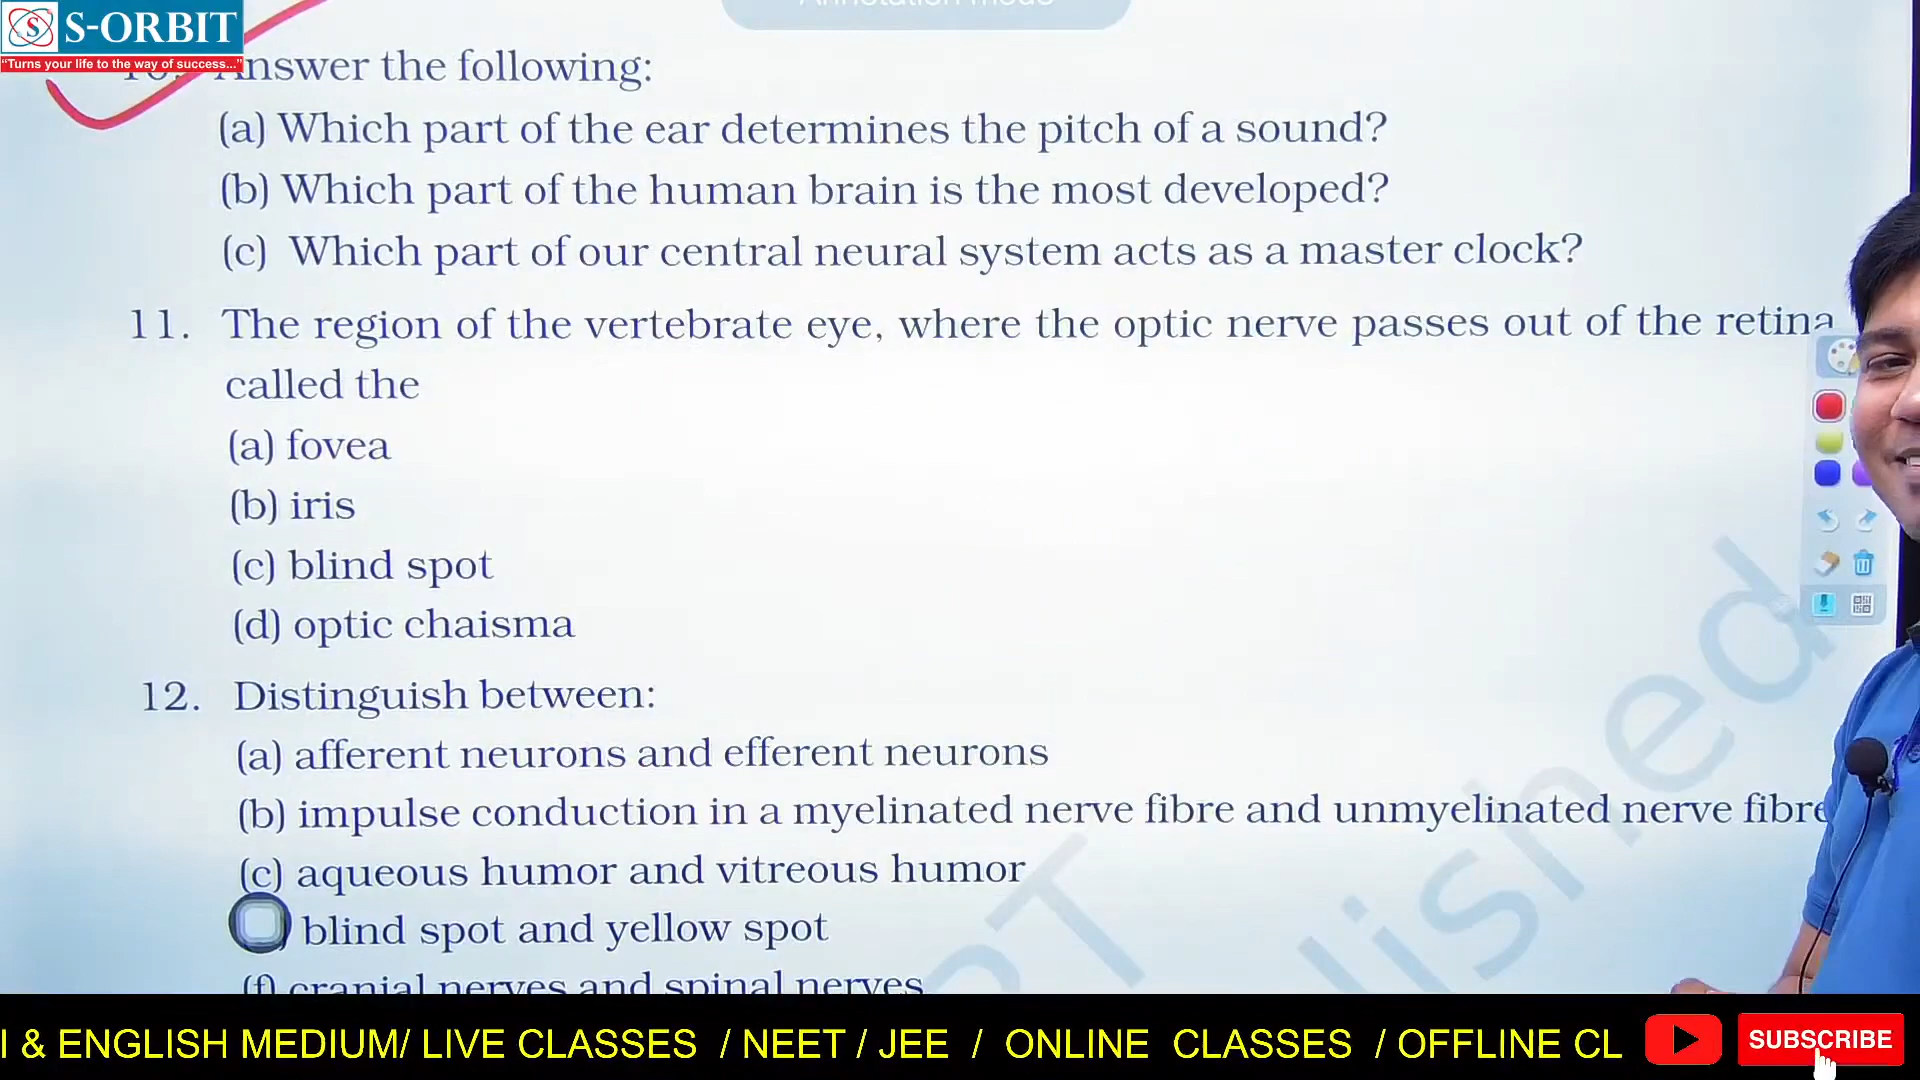 S-ORBIT
"Turns your life to the way of success..."
Annotation mode
10. Answer the following:
(a) Which part of the ear determines the pitch of a sound?
(b) Which part of the human brain is the most developed?
(c) Which part of our central neural system acts as a master clock?
11. The region of the vertebrate eye, where the optic nerve passes out of the retina
called the
(a) fovea
(b) iris
(c) blind spot
(d) optic chaisma
12. Distinguish between:
(a) afferent neurons and efferent neurons
(b) impulse conduction in a myelinated nerve fibre and unmyelinated nerve fibre
(c) aqueous humor and vitreous humor
blind spot and yellow spot
(f) cranial nerves and spinal nerves
I & ENGLISH MEDIUM/ LIVE CLASSES / NEET / JEE / ONLINE CLASSES / OFFLINE CL
SUBSCRIBE